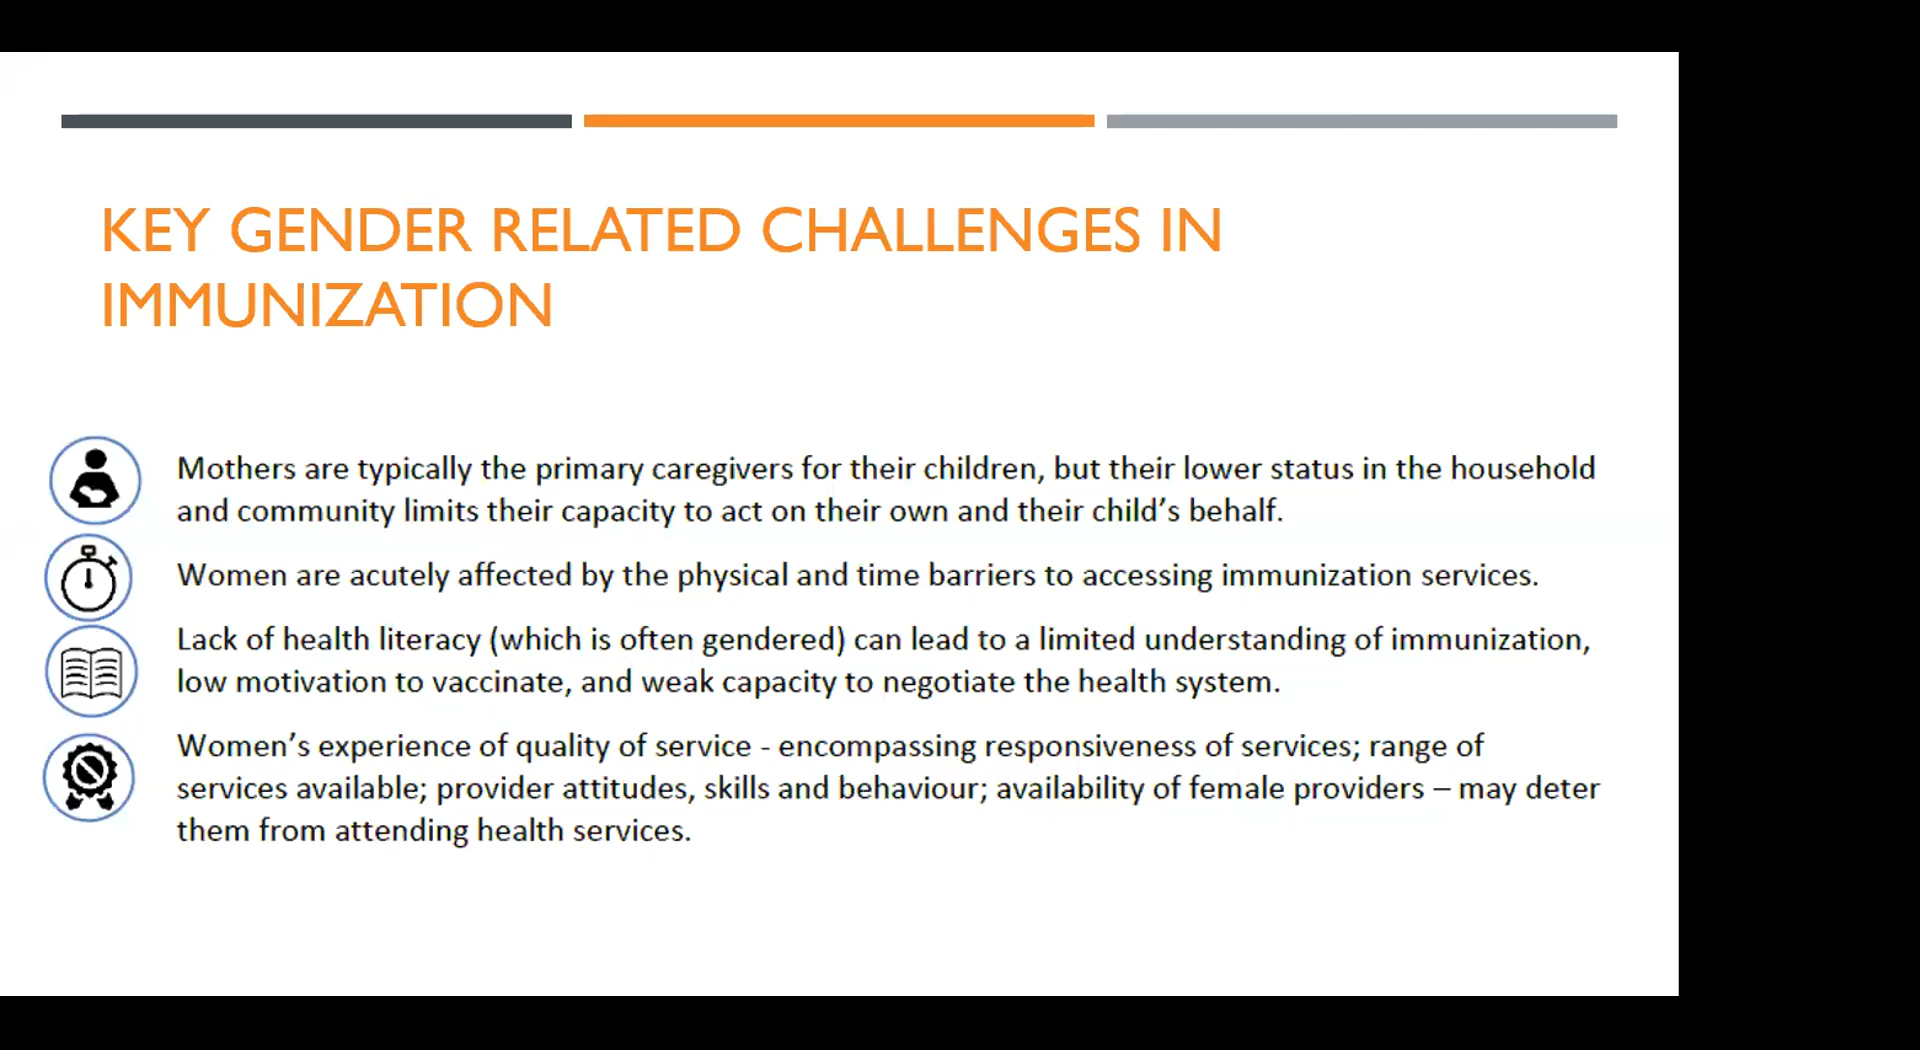 KEY GENDER RELATED CHALLENGES IN
IMMUNIZATION
Mothers are typically the primary caregivers for their children, but their lower status in the household
and community limits their capacity to act on their own and their child’s behalf.
Women are acutely affected by the physical and time barriers to accessing immunization services.
Lack of health literacy (which is often gendered) can lead to a limited understanding of immunization,
low motivation to vaccinate, and weak capacity to negotiate the health system.
Women’s experience of quality of service - encompassing responsiveness of services; range of
services available; provider attitudes, skills and behaviour; availability of female providers – may deter
them from attending health services.